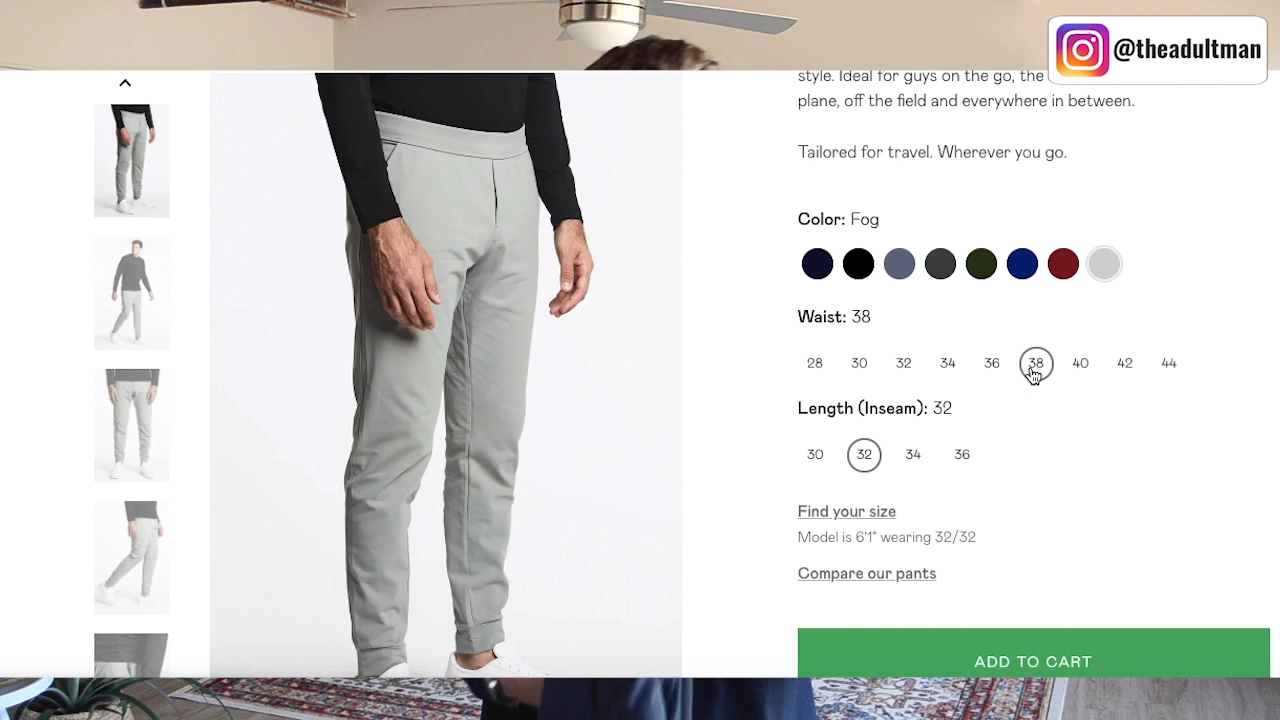 @theadultman
style. Ideal for guys on the go, the
plane, off the field and everywhere in between.
Tailored for travel. Wherever you go.
Color: Fog
Waist: 38
28 30 32 34 36 38 40 42 44
Length (Inseam): 32
30 32 34 36
Find your size
Model is 6'1" wearing 32/32
Compare our pants
ADD TO CART